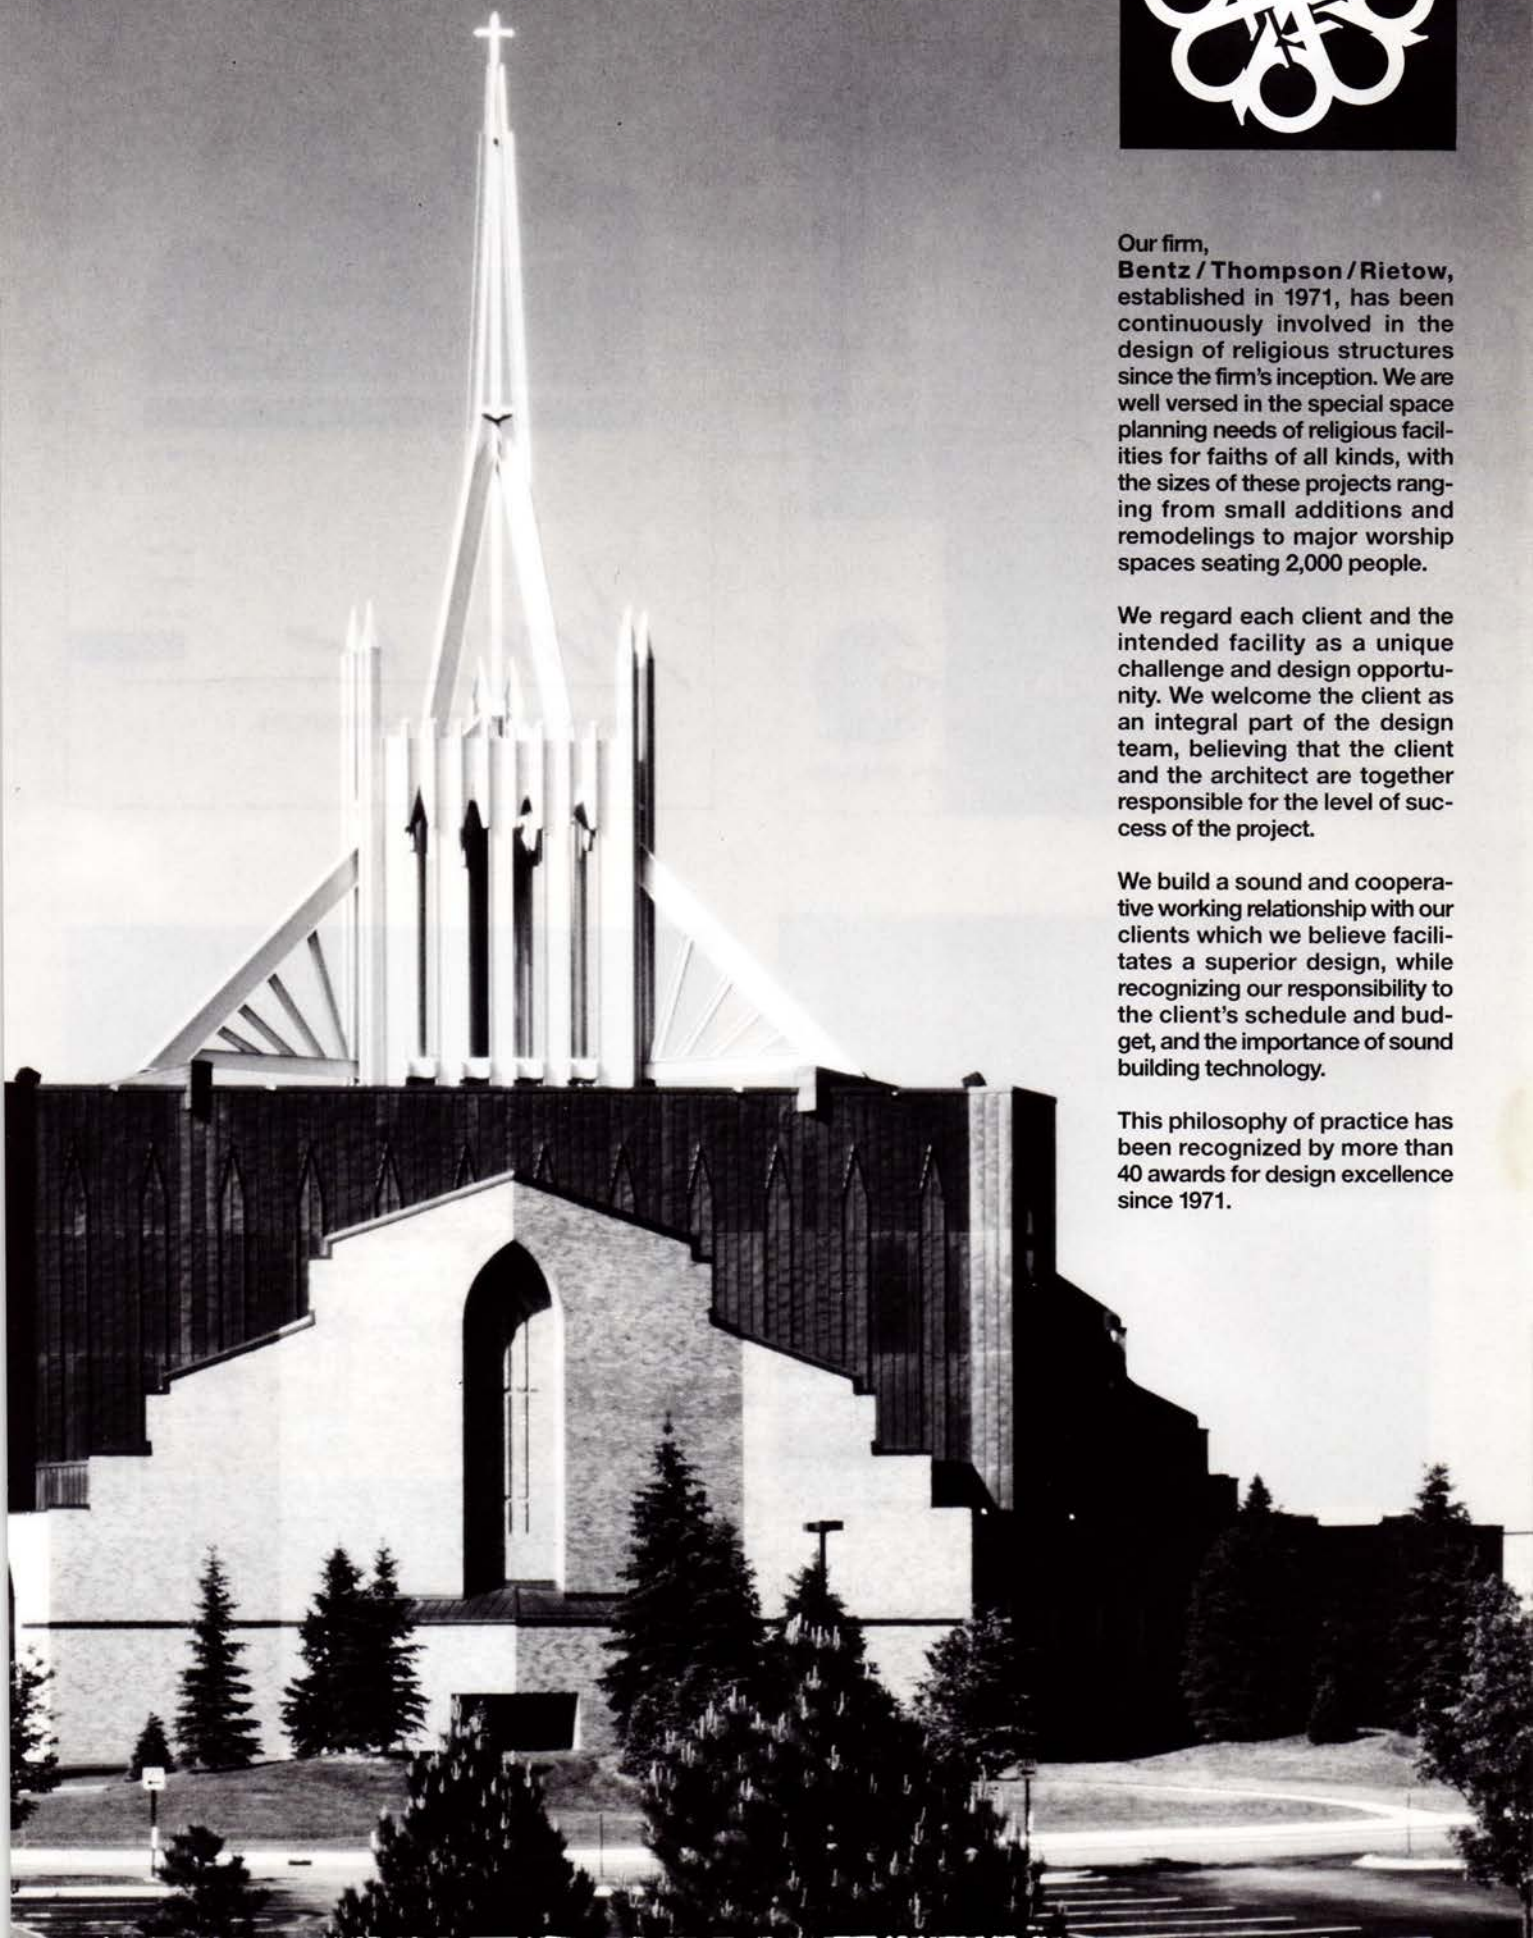 Our firm,
Bentz / Thompson / Rietow,
established in 1971, has been
continuously involved in the
design of religious structures
since the firm's inception. We are
well versed in the special space
planning needs of religious facil-
ities for faiths of all kinds, with
the sizes of these projects rang-
ing from small additions and
remodelings to major worship
spaces seating 2,000 people.
We regard each client and the
intended facility as a unique
challenge and design opportu-
nity. We welcome the client as
an integral part of the design
team, believing that the client
and the architect are together
responsible for the level of suc-
cess of the project.
We build a sound and coopera-
tive working relationship with our
clients which we believe facili-
tates a superior design, while
recognizing our responsibility to
the client's schedule and bud-
get, and the importance of sound
building technology.
This philosophy of practice has
been recognized by more than
40 awards for design excellence
since 1971.